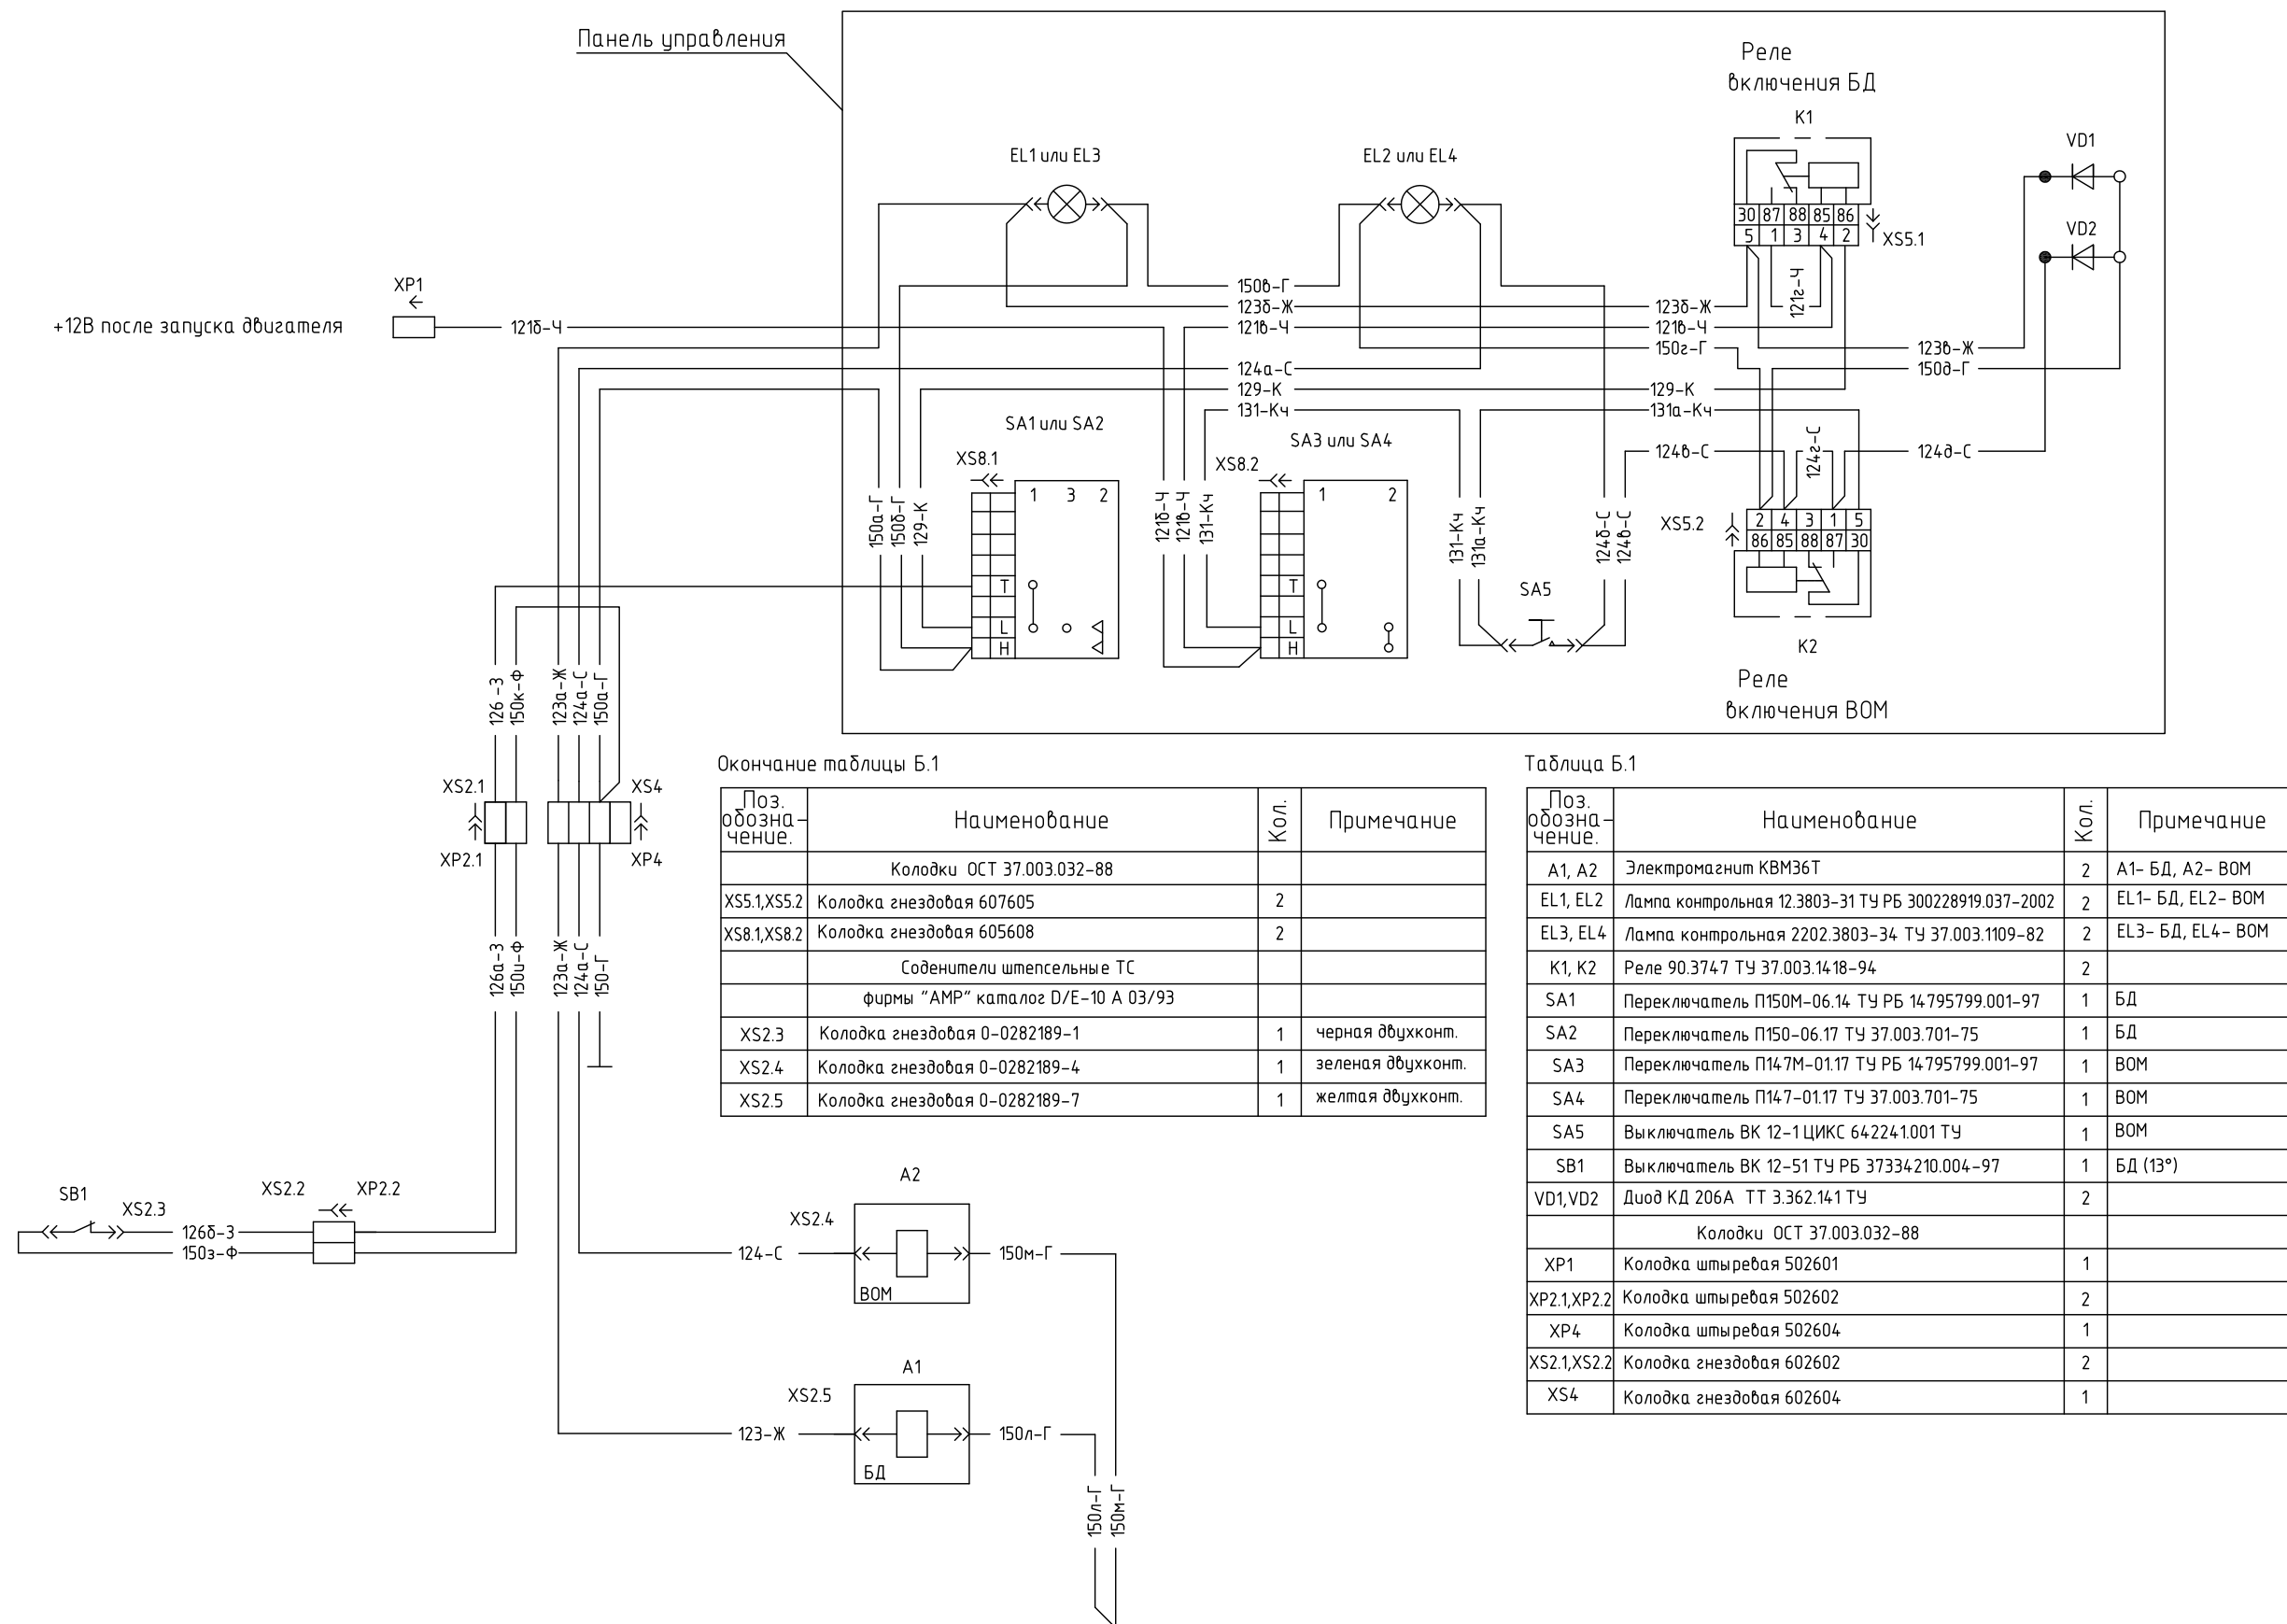 Панель управления
Реле
включения БД
K1
VD1
EL1 или EL3
EL2 или EL4
30 87 88 85 86
5 1 3 4 2
XS5.1
VD2
XP1
+12В после запуска двигателя
121б-Ч
150в-Г
123б-Ж
121в-Ч
123б-Ж
121г-Ч
121в-Ч
150г-Г
123в-Ж
150д-Г
124а-С
129-К
129-К
131-Кч
131а-Кч
SA1 или SA2
SA3 или SA4
XS8.1
XS8.2
124в-С
124г-С
124д-С
1 3 2
1 2
150а-Г
150б-Г
129-К
121б-Ч
121в-Ч
131-Кч
131-Кч
131а-Кч
124б-С
124в-С
XS5.2
2 4 3 1 5
86 85 88 87 30
T
L
H
T
L
H
SA5
K2
Реле
включения ВОМ
126 -З
150к-Ф
123а-Ж
124а-С
150а-Г
XS2.1
XS4
XP2.1
XP4
126а-З
150и-Ф
123а-Ж
124а-С
150-Г
Окончание таблицы Б.1
Поз. обозна-чение. Наименование Кол. Примечание
Колодки ОСТ 37.003.032-88
XS5.1,XS5.2 Колодка гнездовая 607605 2
XS8.1,XS8.2 Колодка гнездовая 605608 2
Соденители штепсельные ТС
фирмы "AMP" каталог D/E-10 А 03/93
XS2.3 Колодка гнездовая 0-0282189-1 1 черная двухконт.
XS2.4 Колодка гнездовая 0-0282189-4 1 зеленая двухконт.
XS2.5 Колодка гнездовая 0-0282189-7 1 желтая двухконт.
Таблица Б.1
Поз. обозна-чение. Наименование Кол. Примечание
A1, A2 Электромагнит КВМ36Т 2 A1- БД, A2- ВОМ
EL1, EL2 Лампа контрольная 12.3803-31 ТУ РБ 300228919.037-2002 2 EL1- БД, EL2- ВОМ
EL3, EL4 Лампа контрольная 2202.3803-34 ТУ 37.003.1109-82 2 EL3- БД, EL4- ВОМ
K1, K2 Реле 90.3747 ТУ 37.003.1418-94 2
SA1 Переключатель П150М-06.14 ТУ РБ 14795799.001-97 1 БД
SA2 Переключатель П150-06.17 ТУ 37.003.701-75 1 БД
SA3 Переключатель П147М-01.17 ТУ РБ 14795799.001-97 1 ВОМ
SA4 Переключатель П147-01.17 ТУ 37.003.701-75 1 ВОМ
SA5 Выключатель ВК 12-1 ЦИКС 642241.001 ТУ 1 ВОМ
SB1 Выключатель ВК 12-51 ТУ РБ 37334210.004-97 1 БД (13°)
VD1,VD2 Диод КД 206А ТТ 3.362.141 ТУ 2
Колодки ОСТ 37.003.032-88
XP1 Колодка штыревая 502601 1
XP2.1,XP2.2 Колодка штыревая 502602 2
XP4 Колодка штыревая 502604 1
XS2.1,XS2.2 Колодка гнездовая 602602 2
XS4 Колодка гнездовая 602604 1
SB1
XS2.3
XS2.2
XP2.2
126б-З
150з-Ф
A2
XS2.4
124-С
150м-Г
ВОМ
A1
XS2.5
123-Ж
150л-Г
БД
150л-Г
150м-Г